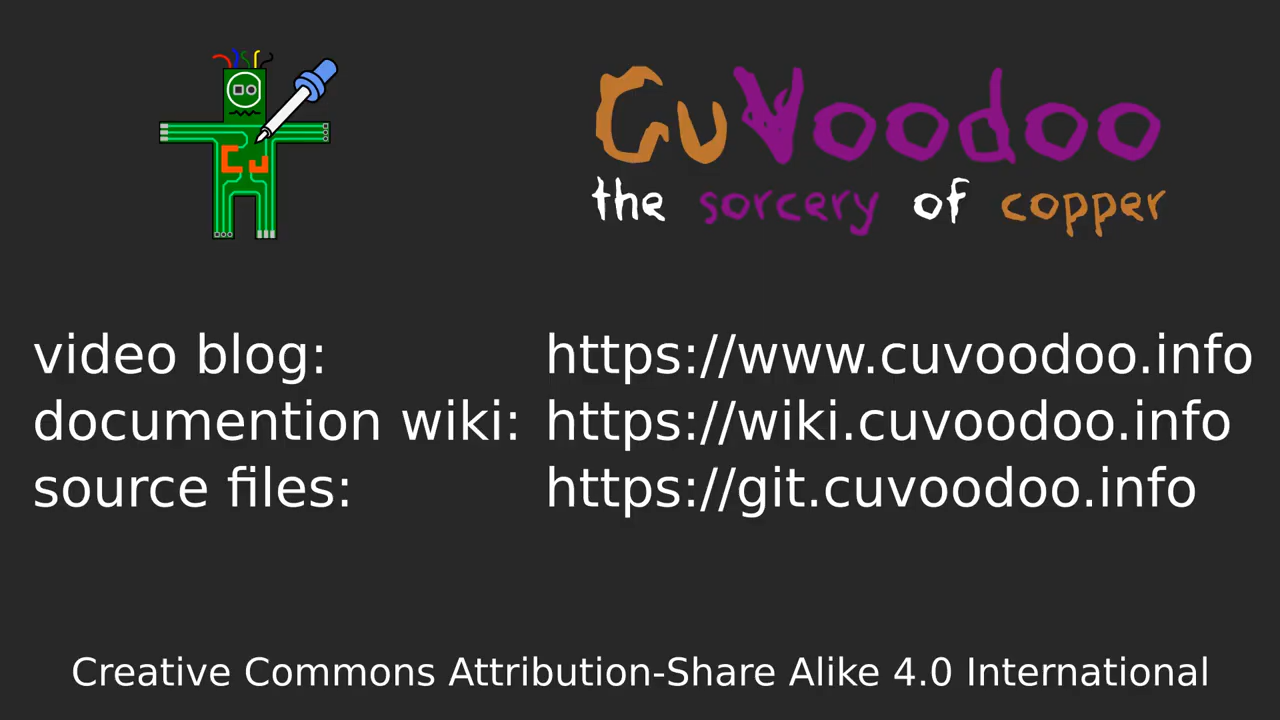 Cu
CuVoodoo
the sorcery of copper
video blog: https://www.cuvoodoo.info
documention wiki: https://wiki.cuvoodoo.info
source files: https://git.cuvoodoo.info
Creative Commons Attribution-Share Alike 4.0 International